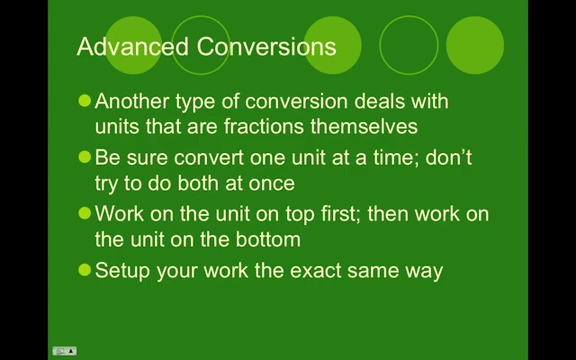 Advanced Conversions
Another type of conversion deals with
units that are fractions themselves
Be sure convert one unit at a time; don't
try to do both at once
Work on the unit on top first; then work on
the unit on the bottom
Setup your work the exact same way